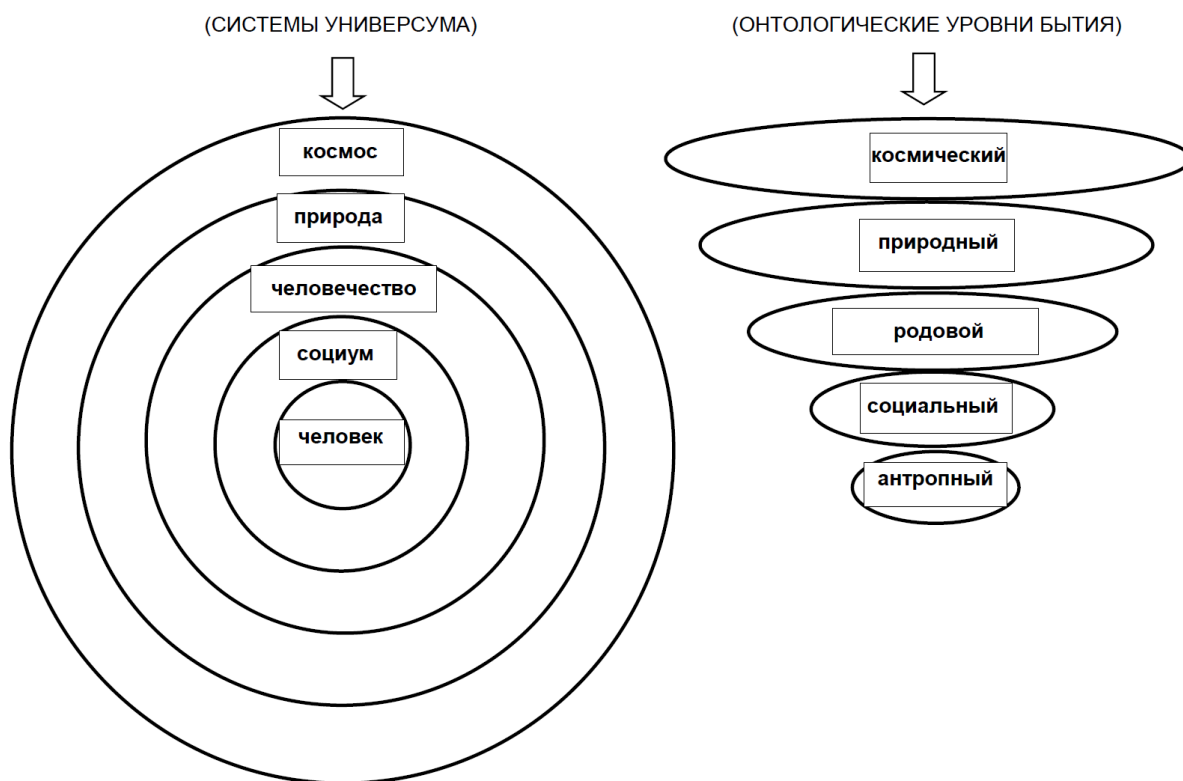 (СИСТЕМЫ УНИВЕРСУМА)
(ОНТОЛОГИЧЕСКИЕ УРОВНИ БЫТИЯ)
космос
природа
человечество
социум
человек
космический
природный
родовой
социальный
антропный